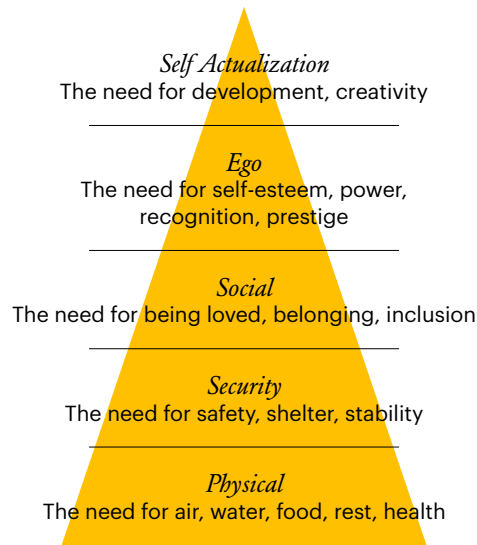 Self Actualization
The need for development, creativity
Ego
The need for self-esteem, power,
recognition, prestige
Social
The need for being loved, belonging, inclusion
Security
The need for safety, shelter, stability
Physical
The need for air, water, food, rest, health